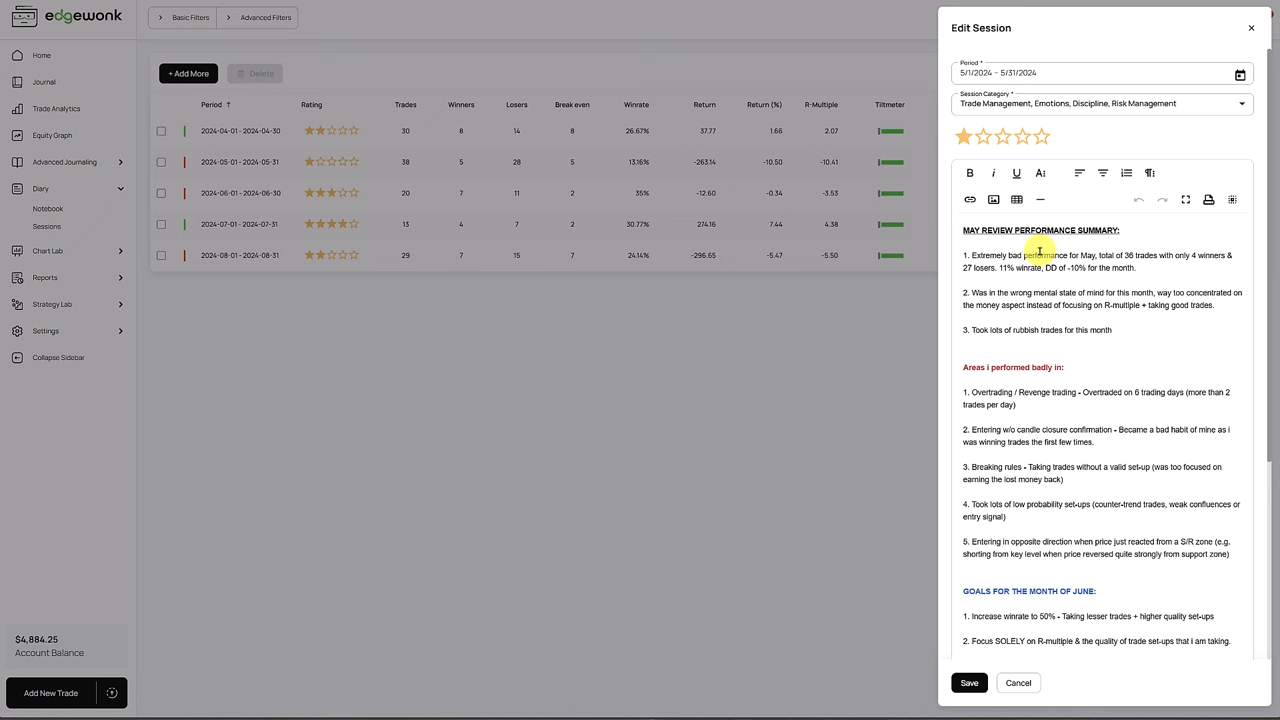 edgewonk
Basic Filters
Advanced Filters
Home
Journal
Trade Analytics
Equity Graph
Advanced Journaling
Diary
Notebook
Sessions
Chart Lab
Reports
Strategy Lab
Settings
Collapse Sidebar
$4,884.25
Account Balance
Add New Trade
+ Add More
Delete
Period ↑ Rating Trades Winners Losers Break even Winrate Return Return (%) R-Multiple Tiltmeter
2024-04-01 - 2024-04-30 30 8 14 8 26.67% 37.77 1.66 2.07
2024-05-01 - 2024-05-31 38 5 28 5 13.16% -263.14 -10.50 -10.41
2024-06-01 - 2024-06-30 20 7 11 2 35% -12.60 -0.34 -3.53
2024-07-01 - 2024-07-31 13 4 7 2 30.77% 274.16 7.44 4.38
2024-08-01 - 2024-08-31 29 7 15 7 24.14% -296.65 -5.47 -5.50
Edit Session
Period *
5/1/2024 - 5/31/2024
Session Category *
Trade Management, Emotions, Discipline, Risk Management
MAY REVIEW PERFORMANCE SUMMARY:
1. Extremely bad performance for May, total of 36 trades with only 4 winners &
27 losers. 11% winrate, DD of -10% for the month.
2. Was in the wrong mental state of mind for this month, way too concentrated on
the money aspect instead of focusing on R-multiple + taking good trades.
3. Took lots of rubbish trades for this month
Areas i performed badly in:
1. Overtrading / Revenge trading - Overtraded on 6 trading days (more than 2
trades per day)
2. Entering w/o candle closure confirmation - Became a bad habit of mine as i
was winning trades the first few times.
3. Breaking rules - Taking trades without a valid set-up (was too focused on
earning the lost money back)
4. Took lots of low probability set-ups (counter-trend trades, weak confluences or
entry signal)
5. Entering in opposite direction when price just reacted from a S/R zone (e.g.
shorting from key level when price reversed quite strongly from support zone)
GOALS FOR THE MONTH OF JUNE:
1. Increase winrate to 50% - Taking lesser trades + higher quality set-ups
2. Focus SOLELY on R-multiple & the quality of trade set-ups that i am taking.
Save
Cancel